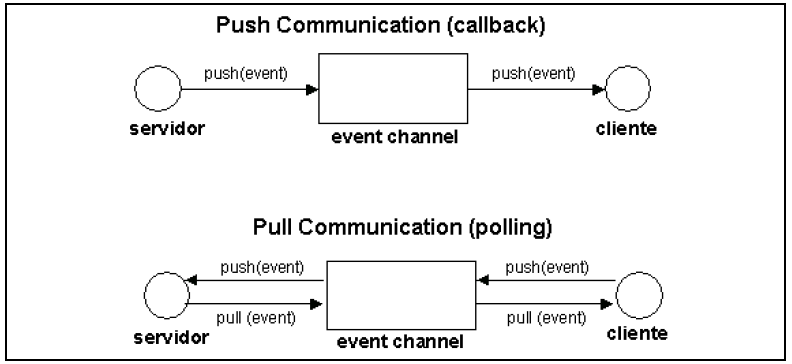 Push Communication (callback)
push(event)
push(event)
servidor
event channel
cliente
Pull Communication (polling)
push(event)
push(event)
pull (event)
pull (event)
servidor
event channel
cliente